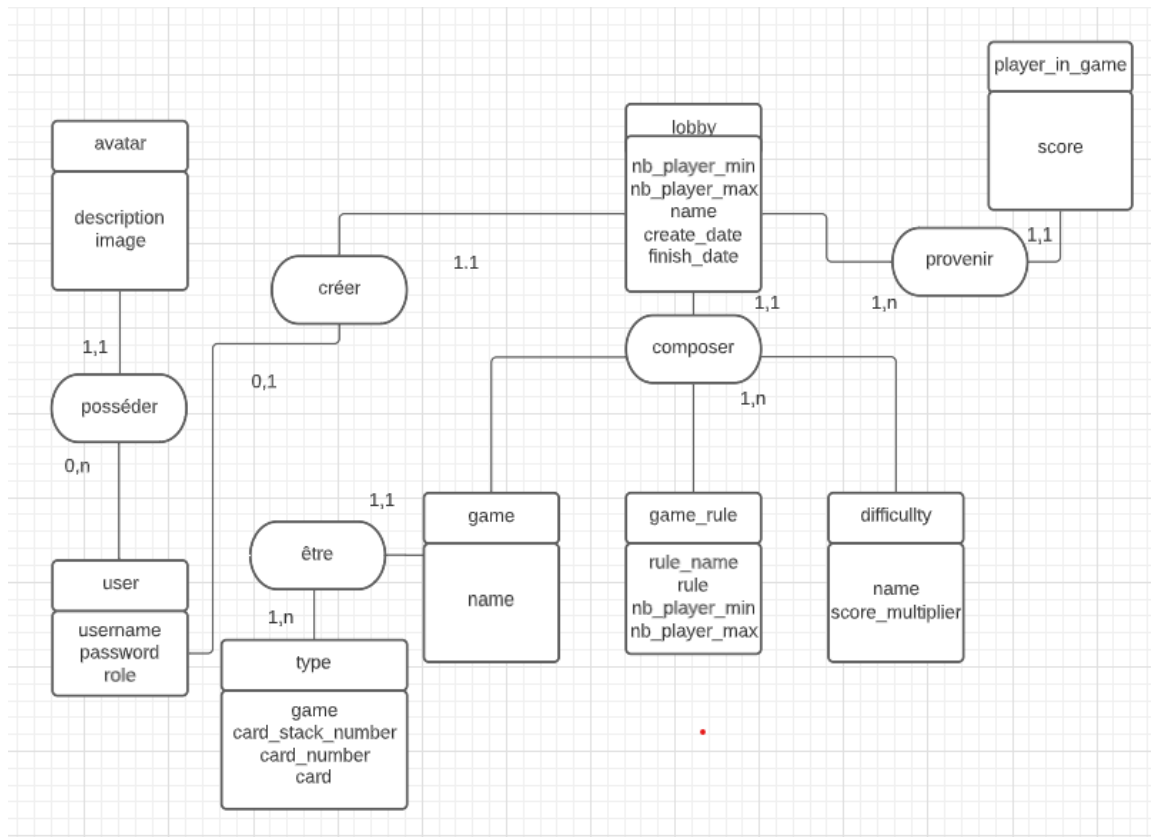 player_in_game
score
lobby
nb_player_min
nb_player_max
name
create_date
finish_date
avatar
description
image
créer
1.1
provenir
1,1
1,n
1,1
composer
1,n
1,1
posséder
0,n
0,1
1,1
être
1,n
game
name
game_rule
rule_name
rule
nb_player_min
nb_player_max
difficullty
name
score_multiplier
user
username
password
role
type
game
card_stack_number
card_number
card